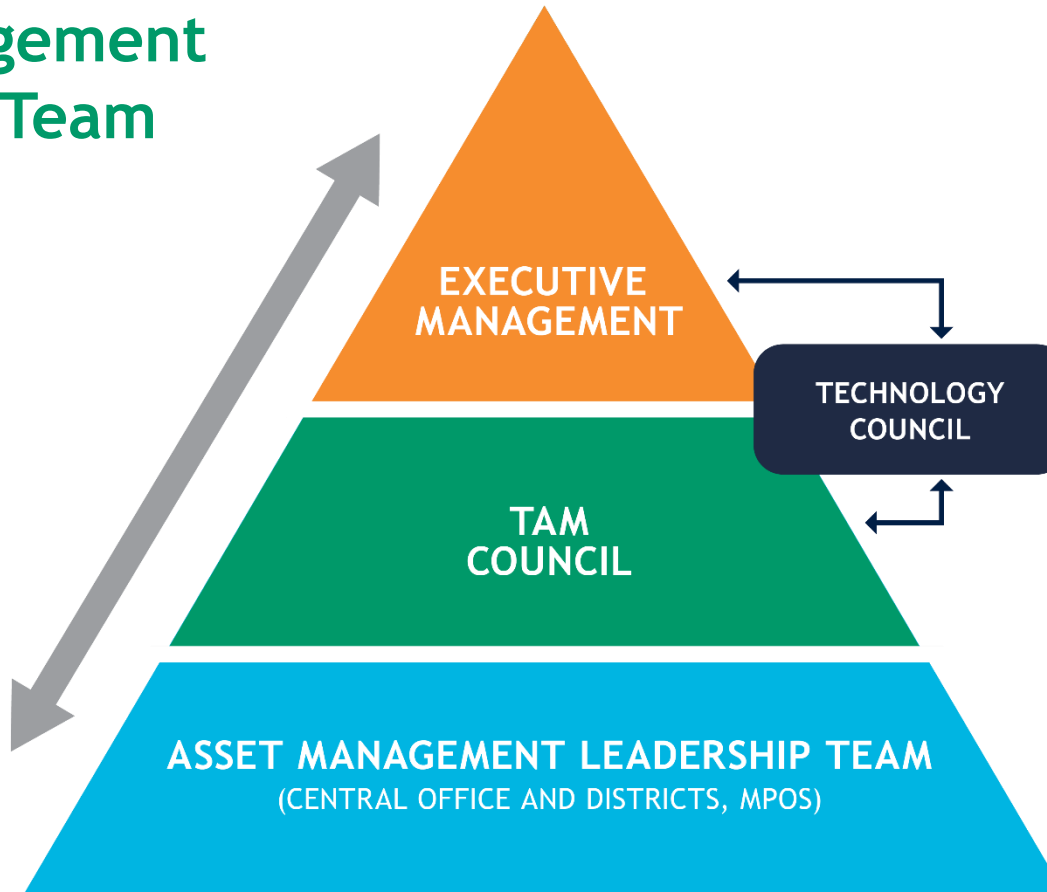 gement
Team
EXECUTIVE
MANAGEMENT
TECHNOLOGY
COUNCIL
TAM
COUNCIL
ASSET MANAGEMENT LEADERSHIP TEAM
(CENTRAL OFFICE AND DISTRICTS, MPOS)